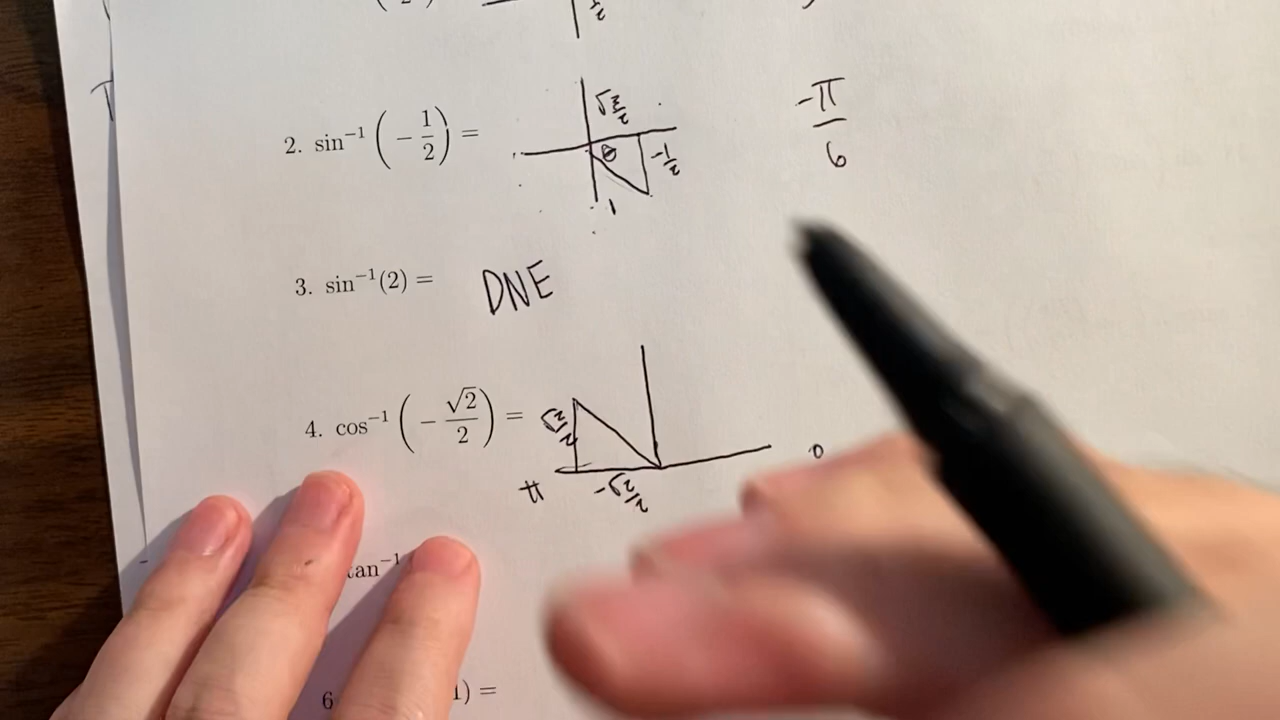 √3/2
2. sin⁻¹(−1/2) = θ -1/2 -π/6
1
3. sin⁻¹(2) = DNE
4. cos⁻¹(−√2/2) = √2/2 0
π -√2/2
tan⁻¹
6 1) =